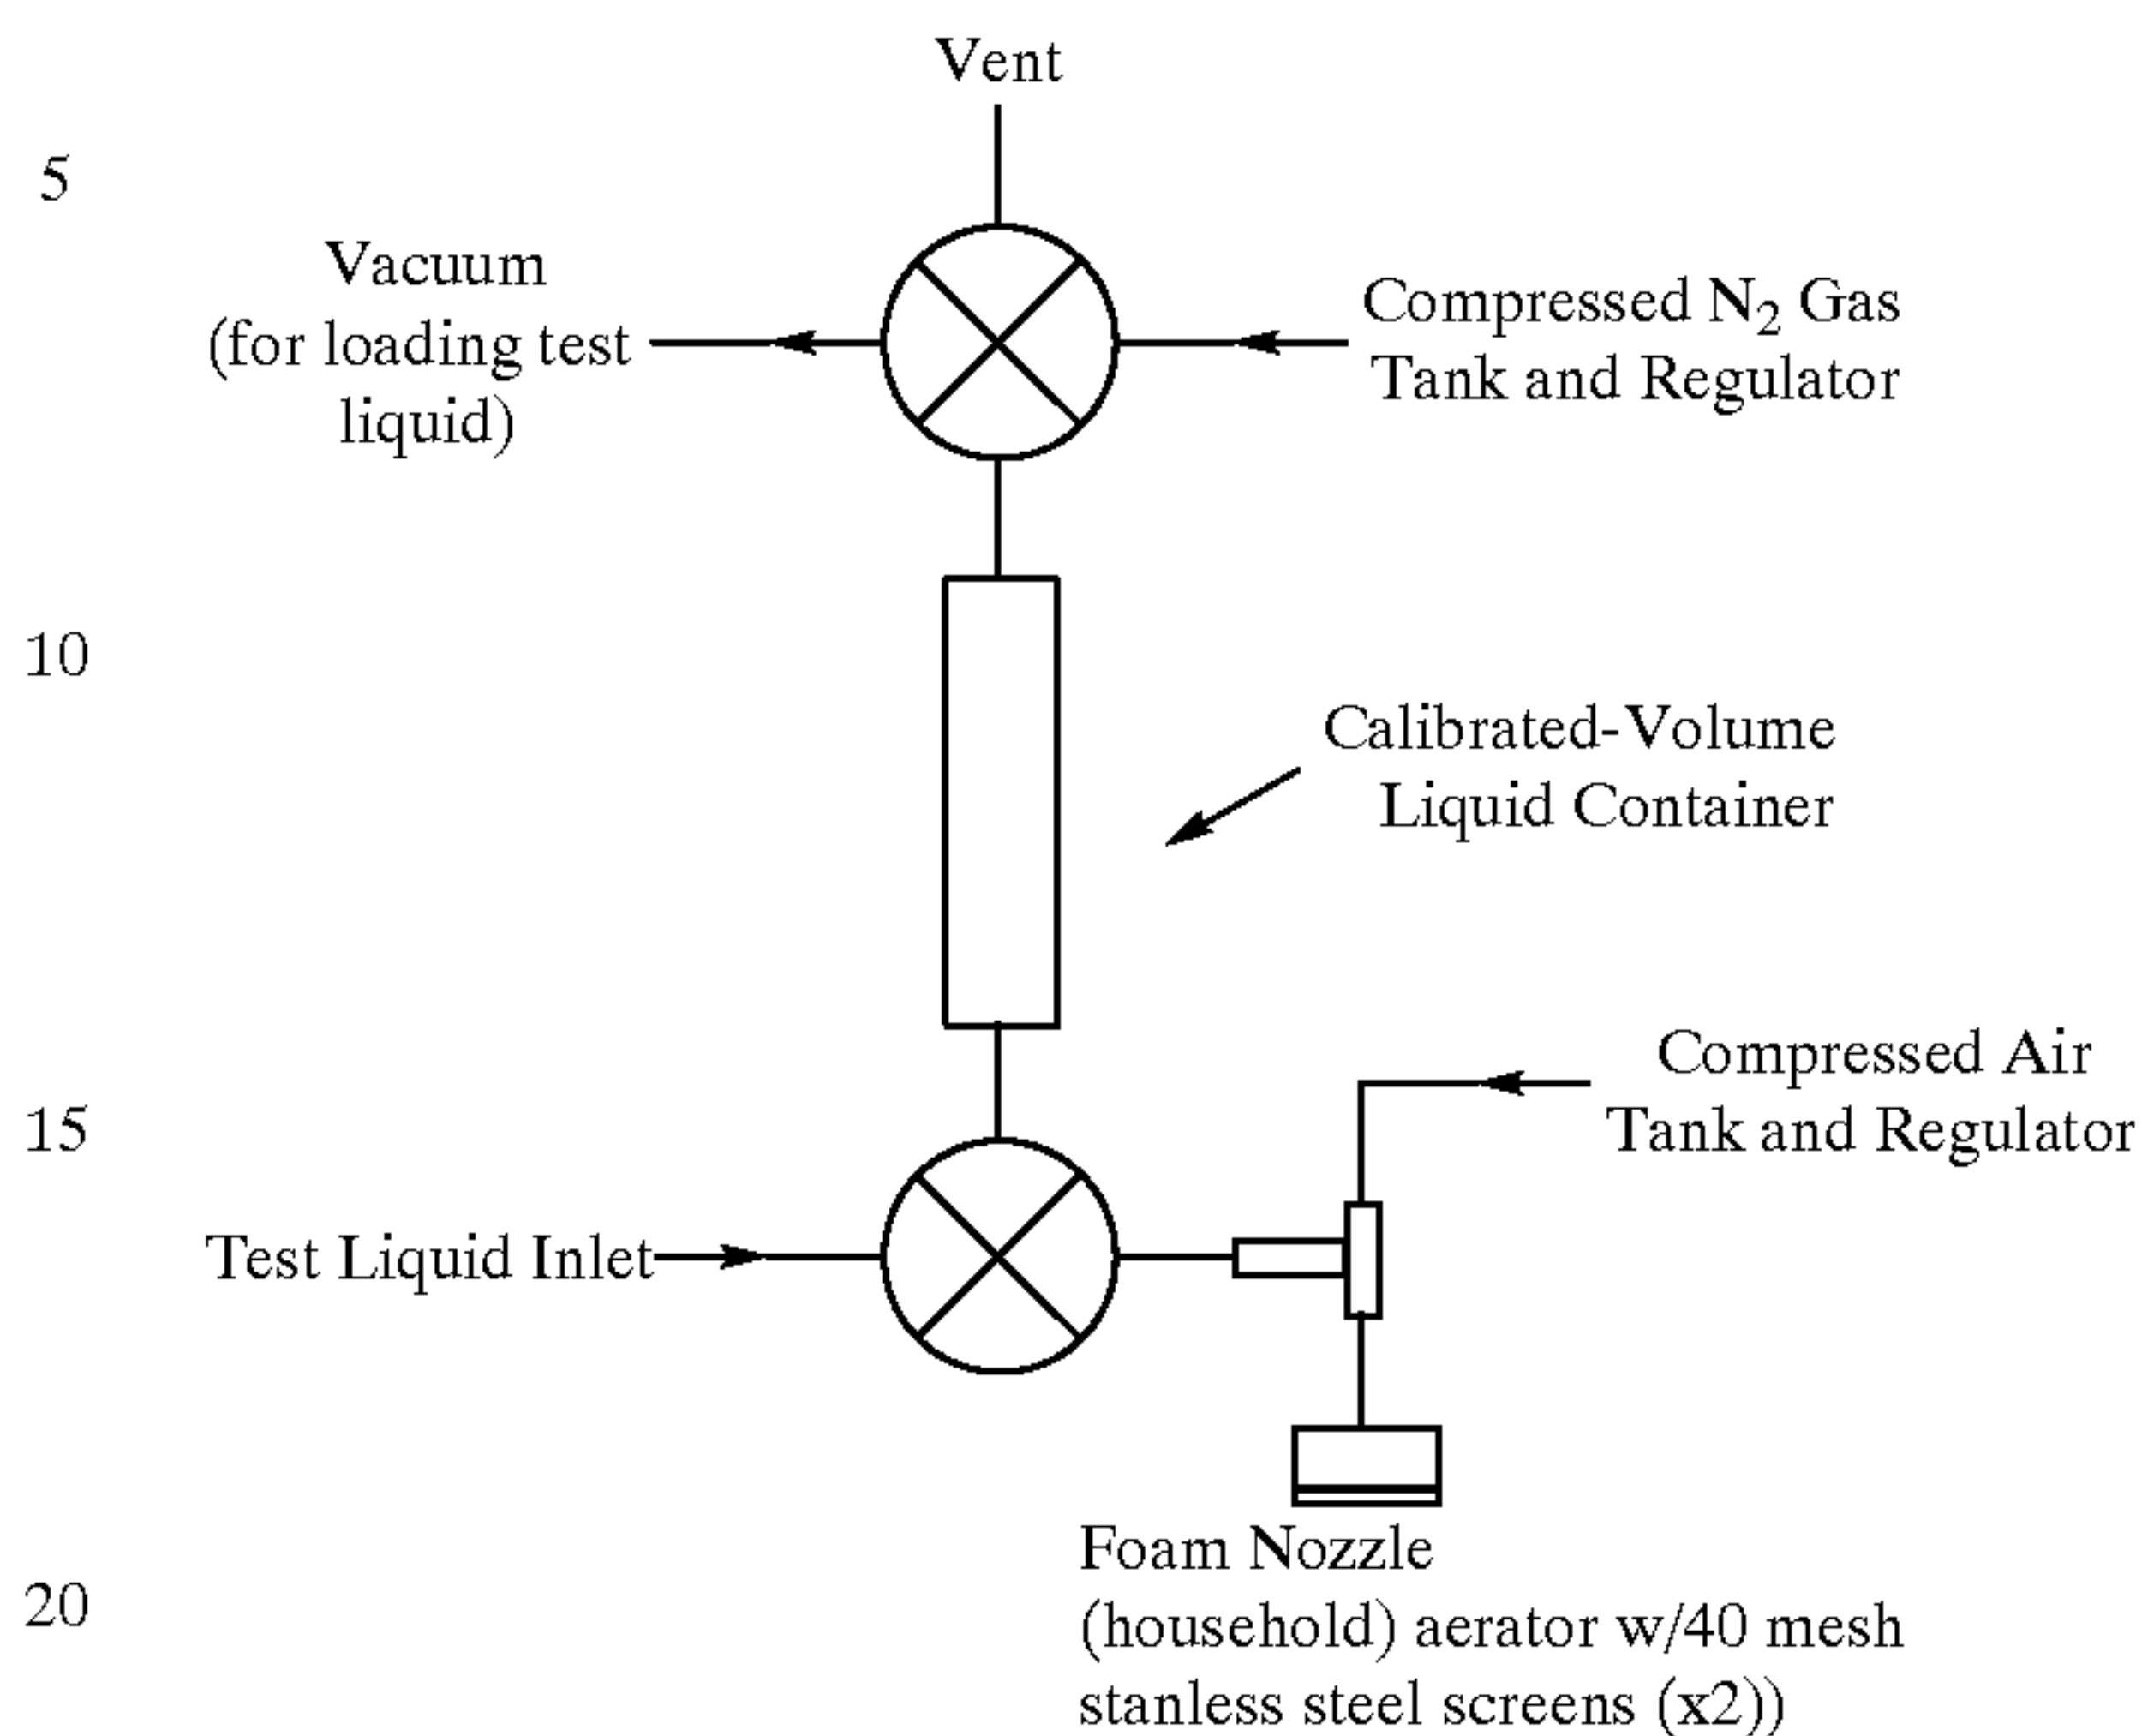 Vent
5
Vacuum
(for loading test
liquid)
Compressed N₂ Gas
Tank and Regulator
10
Calibrated-Volume
Liquid Container
Compressed Air
Tank and Regulator
15
Test Liquid Inlet
Foam Nozzle
20
(household) aerator w/40 mesh
stanless steel screens (x2))